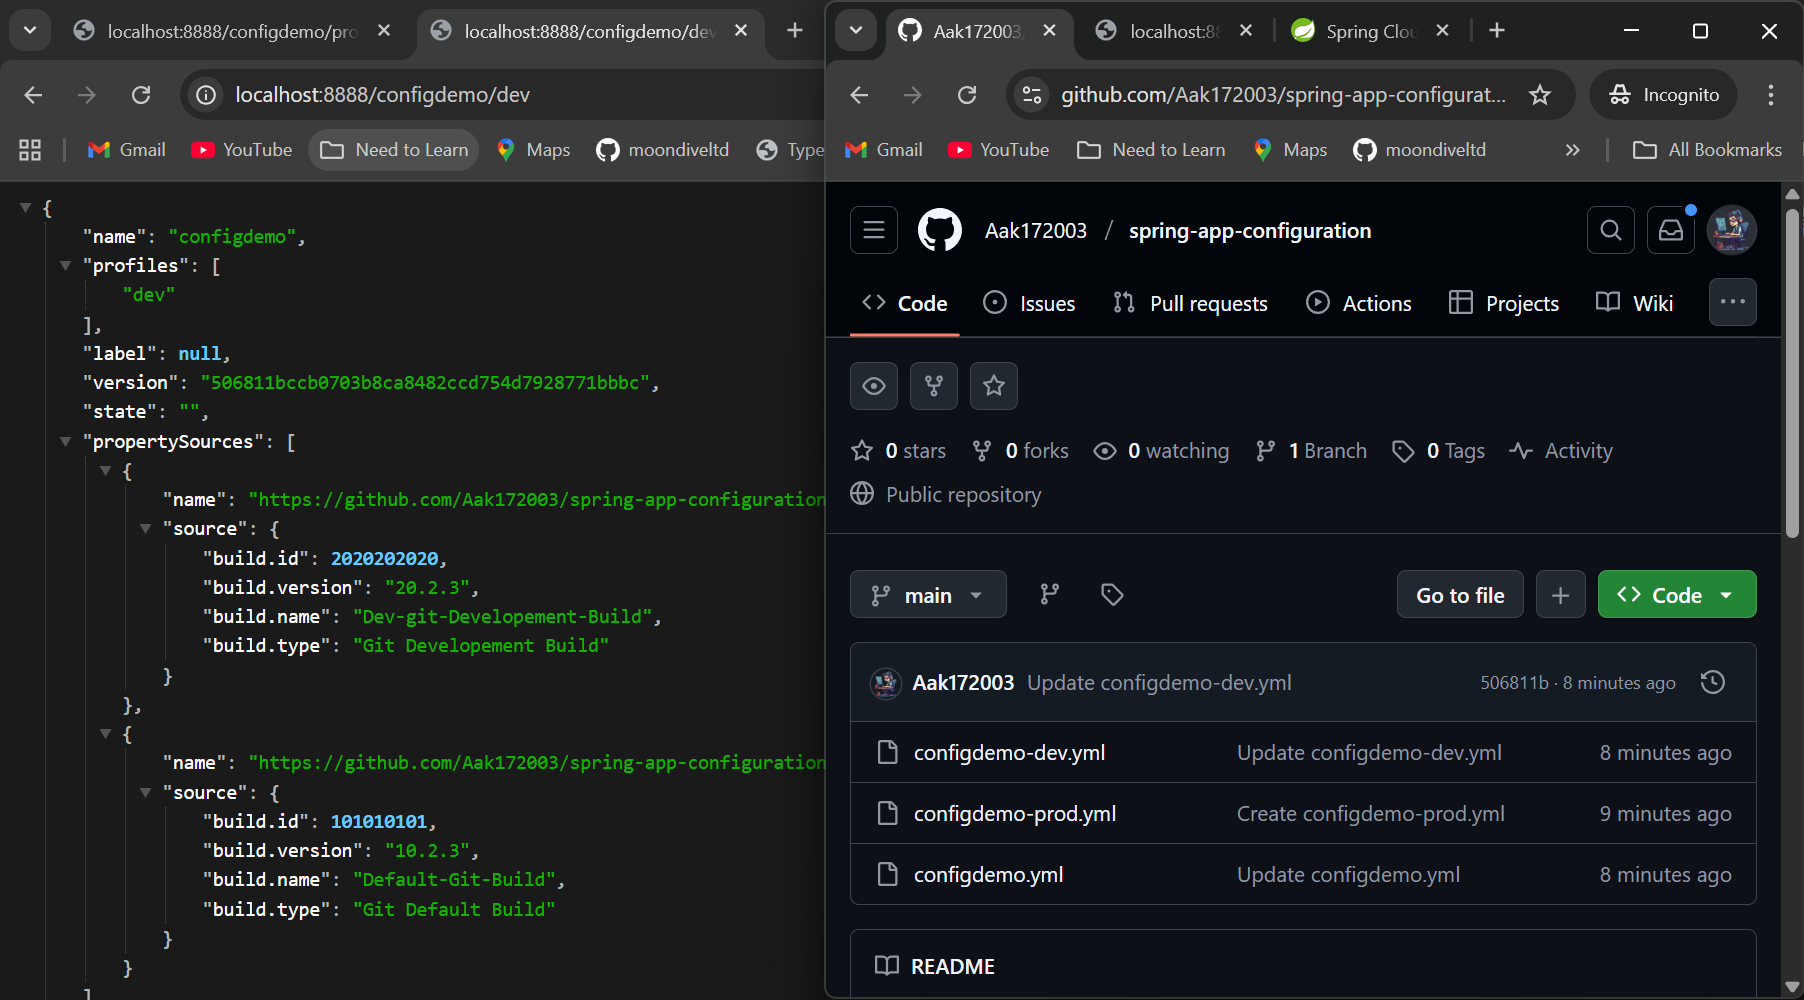 localhost:8888/configdemo/pro
localhost:8888/configdemo/dev
localhost:8888/configdemo/dev
Gmail
YouTube
Need to Learn
Maps
moondiveltd
Type
{
"name": "configdemo",
"profiles": [
"dev"
],
"label": null,
"version": "506811bccb0703b8ca8482ccd754d7928771bbbc",
"state": "",
"propertySources": [
{
"name": "https://github.com/Aak172003/spring-app-configuration
"source": {
"build.id": 2020202020,
"build.version": "20.2.3",
"build.name": "Dev-git-Developement-Build",
"build.type": "Git Developement Build"
}
},
{
"name": "https://github.com/Aak172003/spring-app-configuration
"source": {
"build.id": 101010101,
"build.version": "10.2.3",
"build.name": "Default-Git-Build",
"build.type": "Git Default Build"
}
}
]
Aak172003
localhost:88
Spring Clou
github.com/Aak172003/spring-app-configurat...
Incognito
Gmail
YouTube
Need to Learn
Maps
moondiveltd
All Bookmarks
Aak172003 / spring-app-configuration
Code
Issues
Pull requests
Actions
Projects
Wiki
0 stars
0 forks
0 watching
1 Branch
0 Tags
Activity
Public repository
main
Go to file
Code
Aak172003 Update configdemo-dev.yml 506811b · 8 minutes ago
configdemo-dev.yml Update configdemo-dev.yml 8 minutes ago
configdemo-prod.yml Create configdemo-prod.yml 9 minutes ago
configdemo.yml Update configdemo.yml 8 minutes ago
README